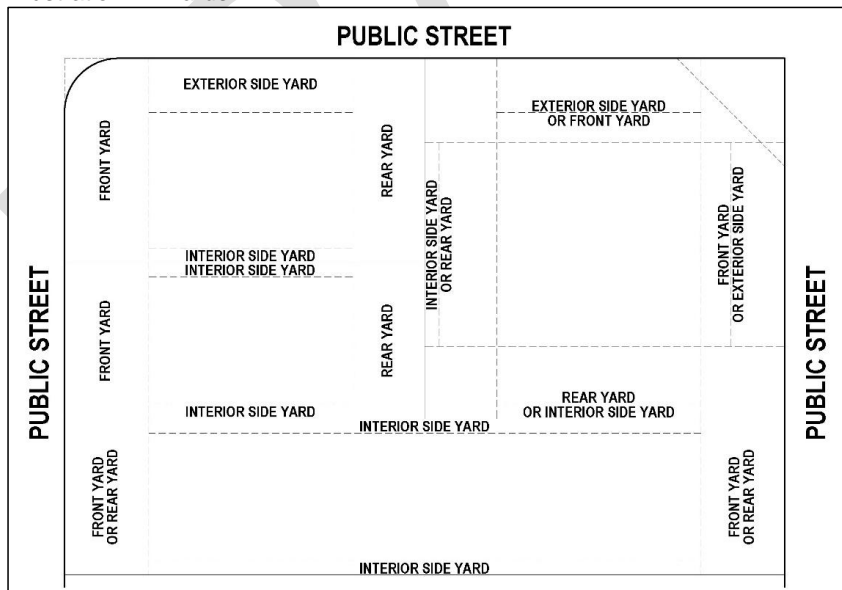 PUBLIC STREET
EXTERIOR SIDE YARD
EXTERIOR SIDE YARD
OR FRONT YARD
FRONT YARD
REAR YARD
INTERIOR SIDE YARD
OR REAR YARD
FRONT YARD
OR EXTERIOR SIDE YARD
INTERIOR SIDE YARD
INTERIOR SIDE YARD
PUBLIC STREET
FRONT YARD
REAR YARD
PUBLIC STREET
INTERIOR SIDE YARD
REAR YARD
OR INTERIOR SIDE YARD
INTERIOR SIDE YARD
FRONT YARD
OR REAR YARD
FRONT YARD
OR REAR YARD
INTERIOR SIDE YARD